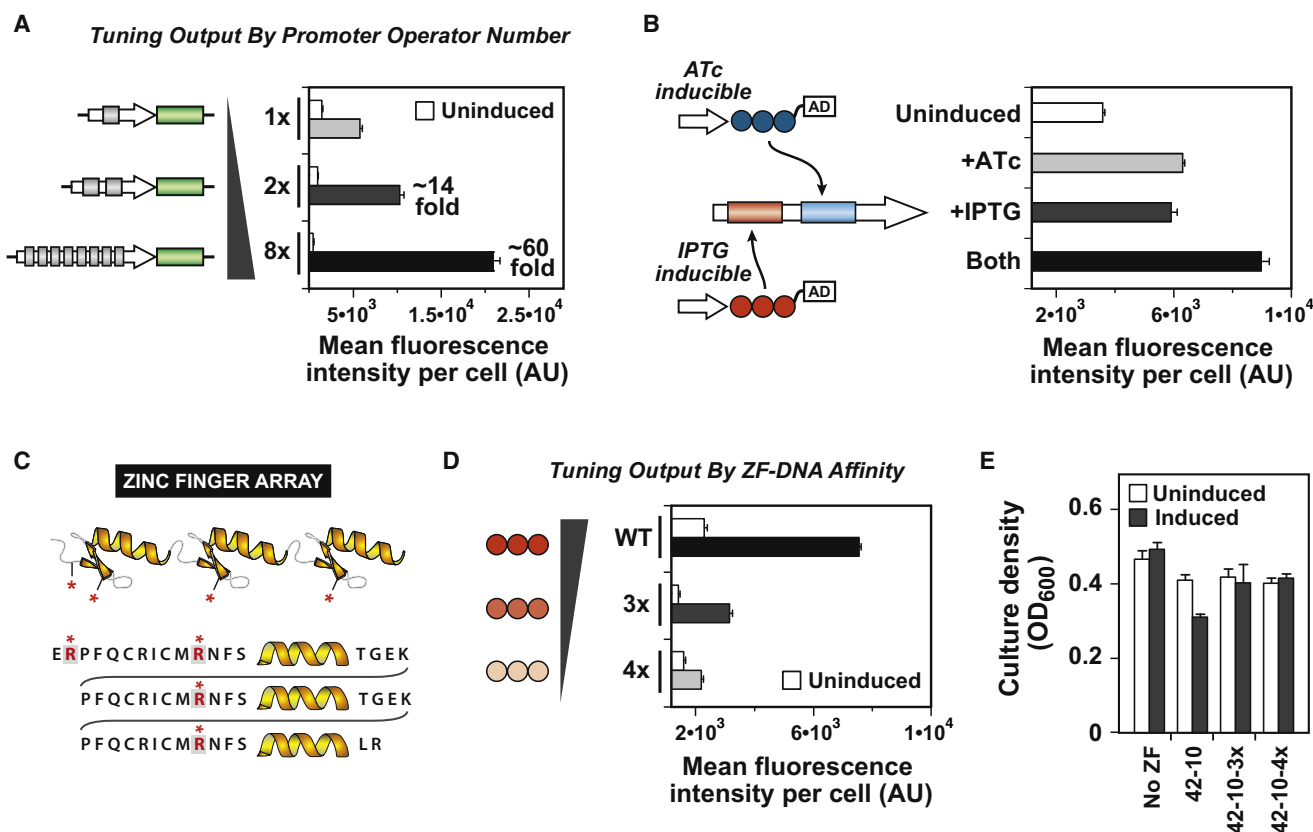 A
Tuning Output By Promoter Operator Number
1x
Uninduced
2x
~14
fold
8x
~60
fold
5•10³
1.5•10⁴
2.5•10⁴
Mean fluorescence
intensity per cell (AU)
B
ATc
inducible
AD
IPTG
inducible
AD
Uninduced
+ATc
+IPTG
Both
2•10³
6•10³
1•10⁴
Mean fluorescence
intensity per cell (AU)
C
ZINC FINGER ARRAY
* * * *
* *
ERPFQCRICMRNFS TGEK
*
PFQCRICMRNFS TGEK
*
PFQCRICMRNFS LR
D
Tuning Output By ZF-DNA Affinity
WT
3x
4x
Uninduced
2•10³
6•10³
1•10⁴
Mean fluorescence
intensity per cell (AU)
E
Uninduced
Induced
Culture density
(OD₆₀₀)
0.6
0.4
0.2
0
No ZF
42-10
42-10-3x
42-10-4x